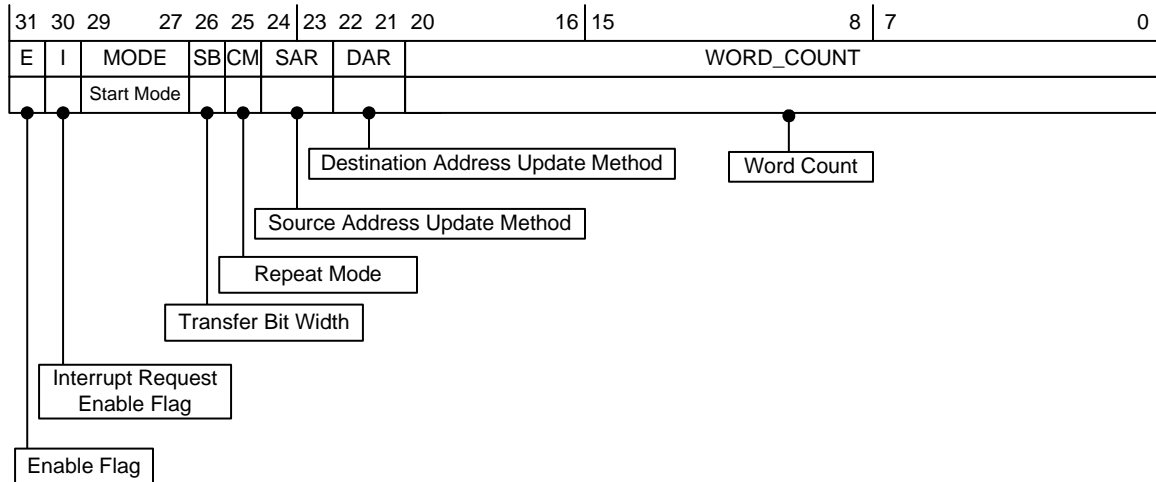 31 30 29 27 26 25 24 23 22 21 20 16 15 8 7 0
E I MODE SB CM SAR DAR WORD_COUNT
Start Mode
Destination Address Update Method
Word Count
Source Address Update Method
Repeat Mode
Transfer Bit Width
Interrupt Request
Enable Flag
Enable Flag